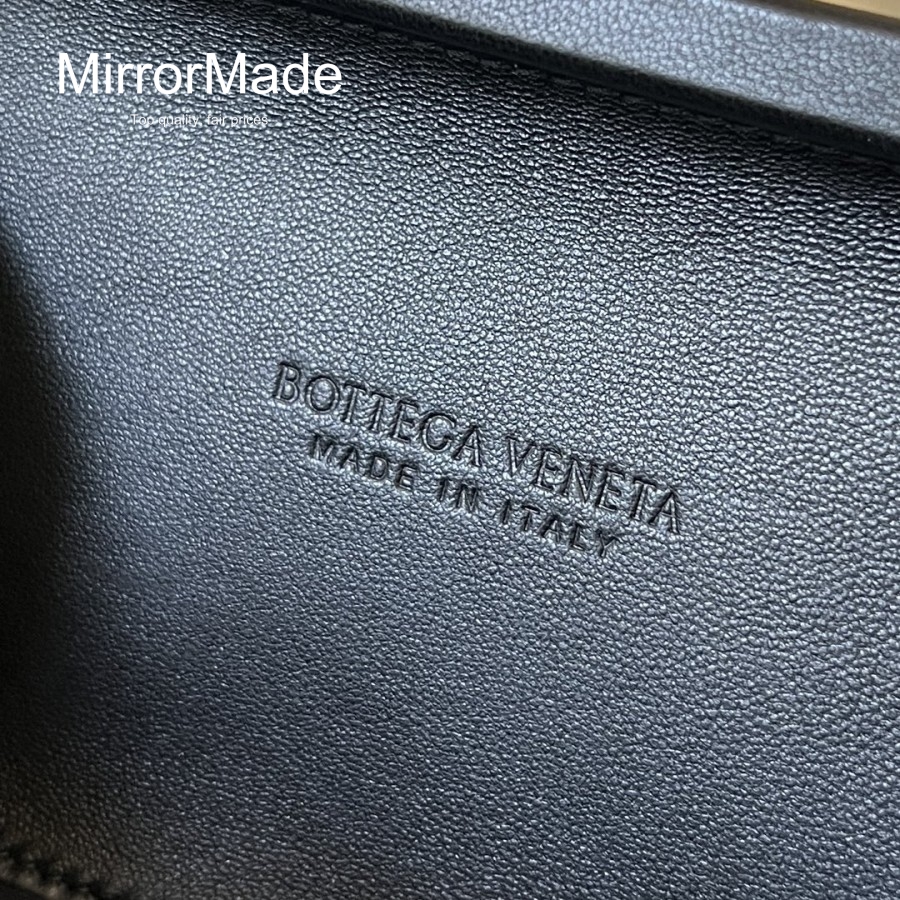 MirrorMade
Top quality, fair prices
BOTTEGA VENETA
MADE IN ITALY